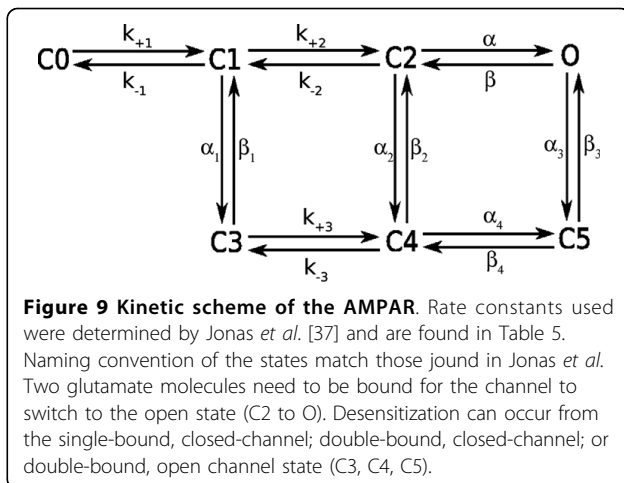 k+1 k+2 α
C0 C1 C2 O
k-1 k-2 β
α1 β1 α2 β2 α3 β3
k+3 α4
C3 C4 C5
k-3 β4
Figure 9 Kinetic scheme of the AMPAR. Rate constants used
were determined by Jonas et al. [37] and are found in Table 5.
Naming convention of the states match those jound in Jonas et al.
Two glutamate molecules need to be bound for the channel to
switch to the open state (C2 to O). Desensitization can occur from
the single-bound, closed-channel; double-bound, closed-channel; or
double-bound, open channel state (C3, C4, C5).